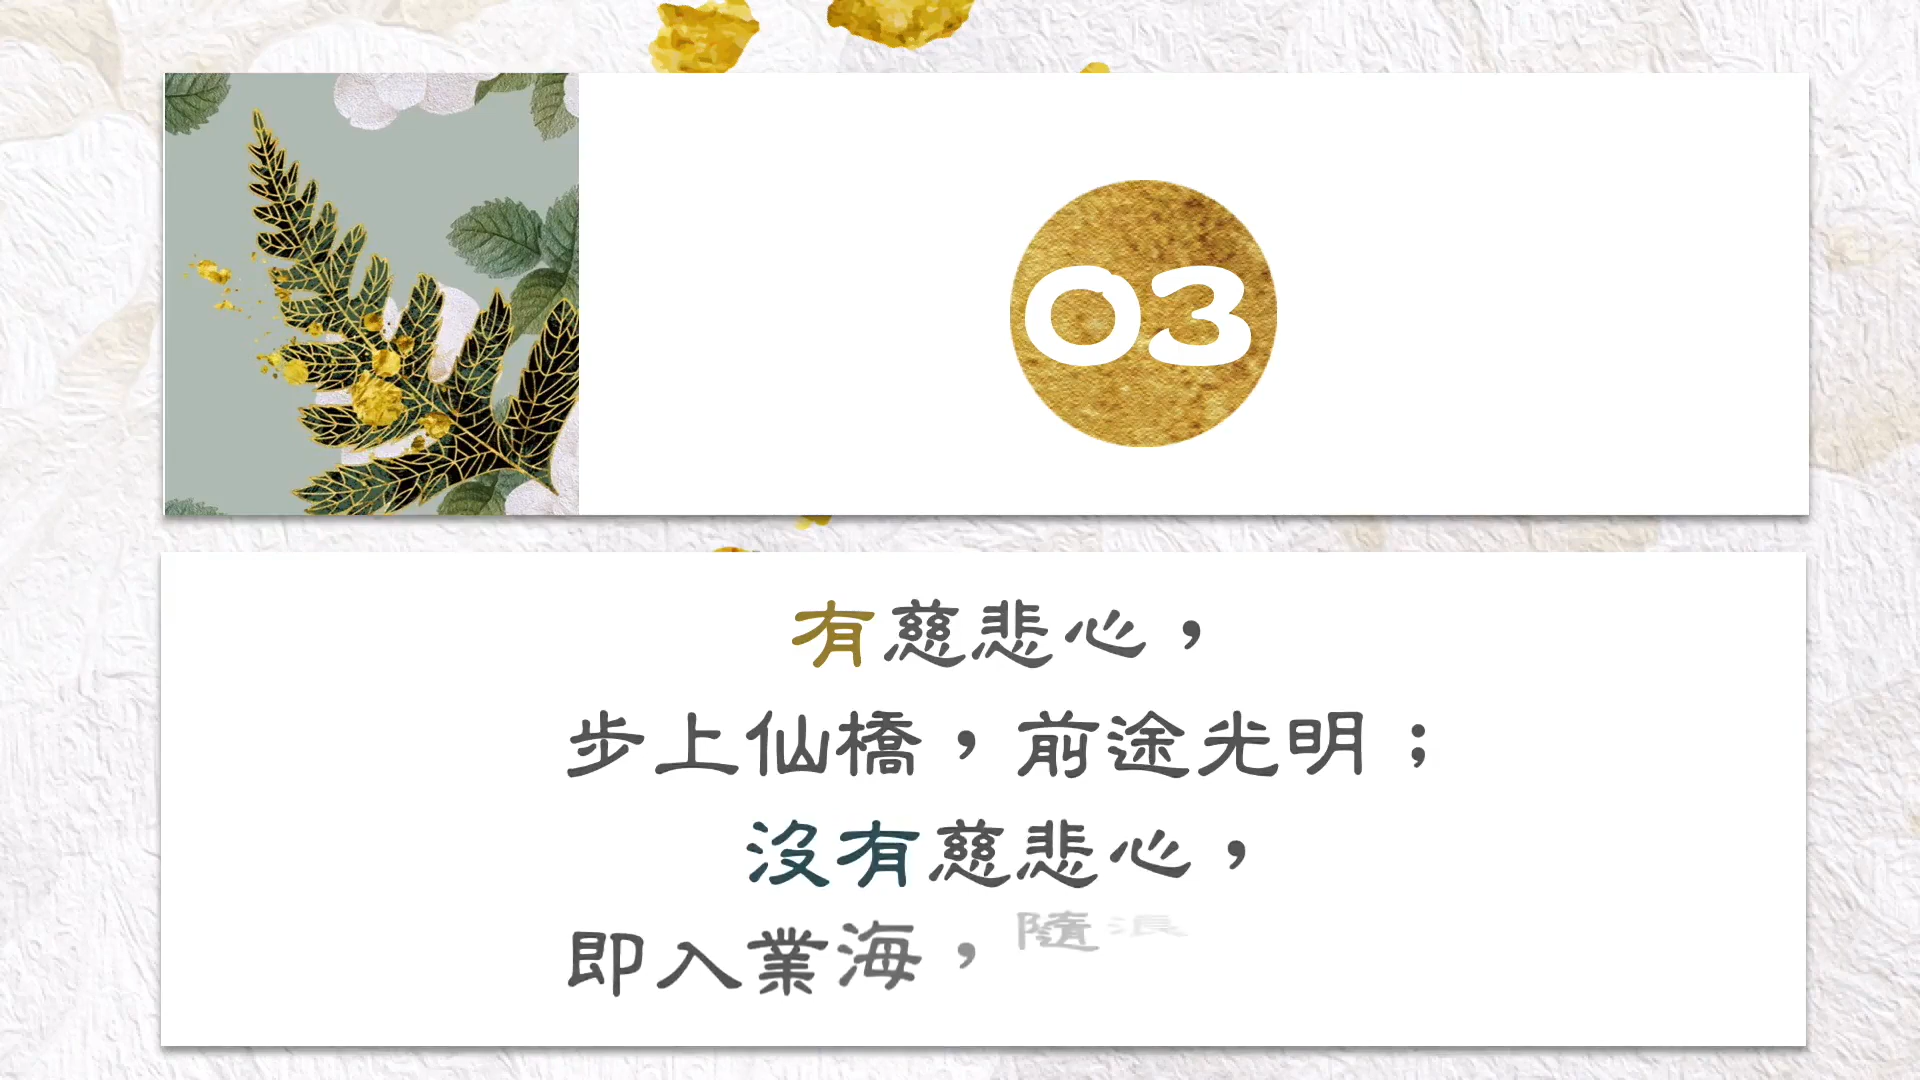 03
有慈悲心，
步上仙橋，前途光明；
沒有慈悲心，
即入業海，隨浪